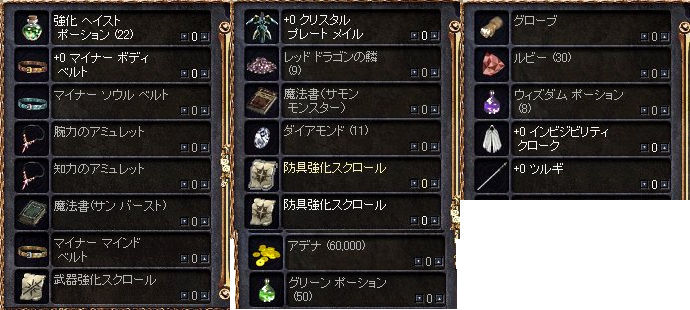 強化 ヘイスト
ポーション (22)
0
+0 マイナー ボディ
ベルト
0
マイナー ソウル ベルト
0
腕力のアミュレット
0
知力のアミュレット
0
魔法書(サン バースト)
0
マイナー マインド
ベルト
0
武器強化スクロール
0
+0 クリスタル
プレート メイル
0
レッド ドラゴンの鱗
(9)
0
魔法書(サモン
モンスター)
0
ダイアモンド (11)
0
防具強化スクロール
0
防具強化スクロール
0
アデナ (60,000)
0
グリーン ポーション
(50)
0
グローブ
0
ルビー (30)
0
ウィズダム ポーション
(8)
0
+0 インビジビリティ
クローク
0
+0 ツルギ
0